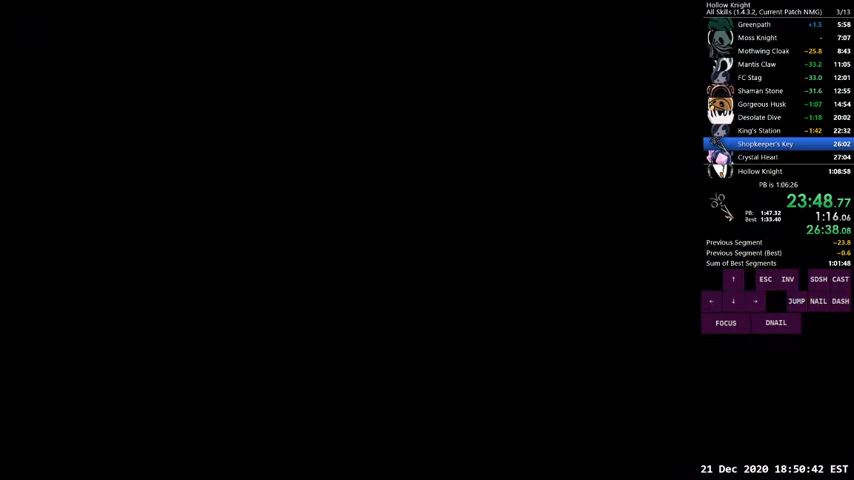 Hollow Knight
All Skills (1.4.3.2, Current Patch NMG) 3/13
Greenpath +1.5 5:58
Moss Knight - 7:07
Mothwing Cloak −25.8 8:43
Mantis Claw −33.2 11:05
FC Stag −33.0 12:01
Shaman Stone −31.6 12:55
Gorgeous Husk −1:07 14:54
Desolate Dive −1:18 20:02
King's Station −1:42 22:32
Shopkeeper's Key 26:02
Crystal Heart 27:04
Hollow Knight 1:08:58
PB is 1:06:26
23:48.77
PB: 1:47.32 1:16.06
Best: 1:33.40
26:38.08
Previous Segment −23.8
Previous Segment (Best) −0.6
Sum of Best Segments 1:01:48
↑ ESC INV SDSH CAST
← ↓ → JUMP NAIL DASH
FOCUS DNAIL
21 Dec 2020 18:50:42 EST